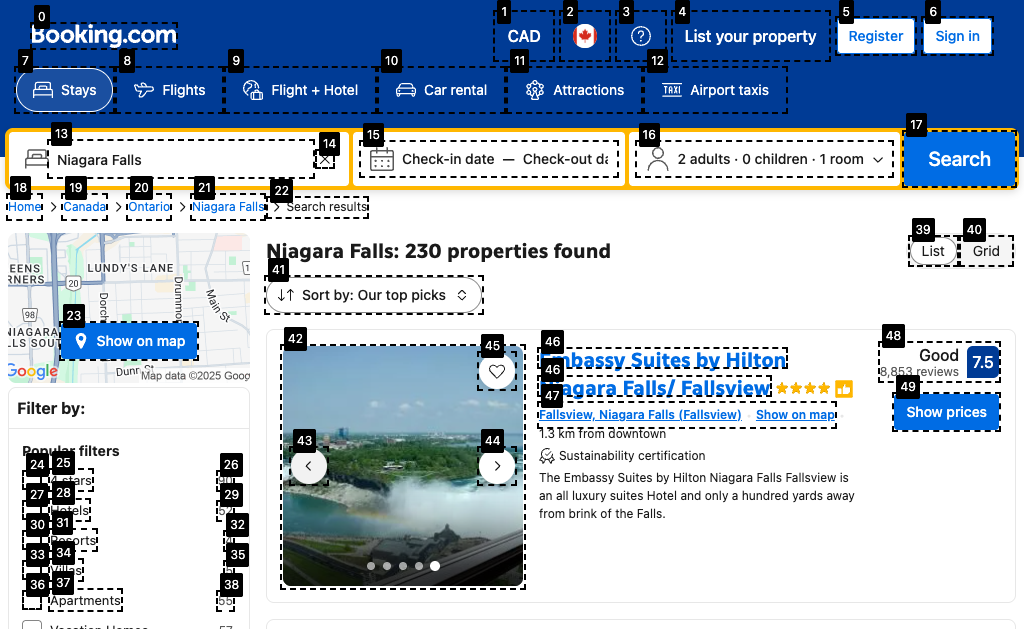 Booking.com
CAD
List your property
Register
Sign in
Stays
Flights
Flight + Hotel
Car rental
Attractions
Airport taxis
Niagara Falls
Check-in date — Check-out da
2 adults · 0 children · 1 room
Search
Home
Canada
Ontario
Niagara Falls
Search results
LUNDY'S LANE
EENS
RNERS
20
98
Dorch
Drummo
Main St
NIAGARA
LLS SOUT
Show on map
Google
Dunn St
Map data ©2025 Goog
Filter by:
Popular filters
4 stars
Hotels
Resorts
Villas
Apartments
55
Vacation Homes
57
Niagara Falls: 230 properties found
List
Grid
Sort by: Our top picks
Embassy Suites by Hilton
Niagara Falls/ Fallsview
Fallsview, Niagara Falls (Fallsview)
Show on map
1.3 km from downtown
Sustainability certification
The Embassy Suites by Hilton Niagara Falls Fallsview is
an all luxury suites Hotel and only a hundred yards away
from brink of the Falls.
Good
8,853 reviews
7.5
Show prices
0
1
2
3
4
5
6
7
8
9
10
11
12
13
14
15
16
17
18
19
20
21
22
23
24
25
26
27
28
29
30
31
32
33
34
35
36
37
38
39
40
41
42
43
44
45
46
46
47
48
49